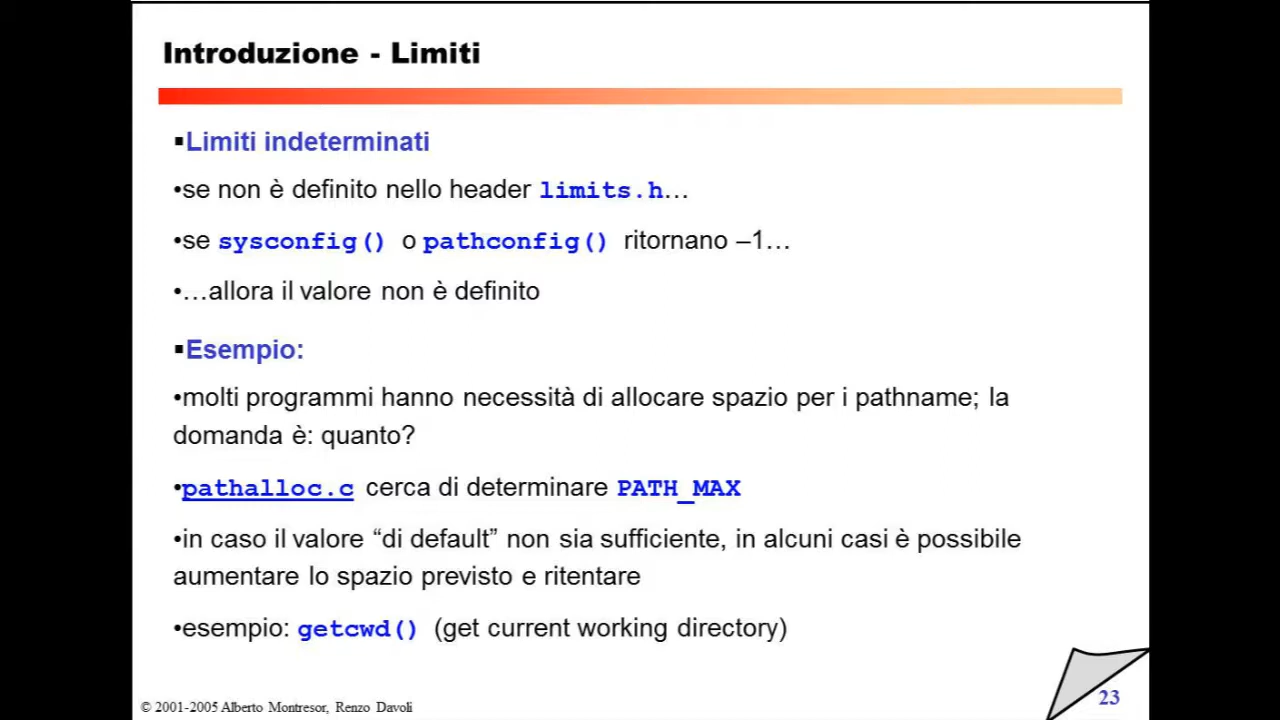 Introduzione - Limiti
▪Limiti indeterminati
•se non è definito nello header limits.h…
•se sysconfig() o pathconfig() ritornano –1…
•…allora il valore non è definito
▪Esempio:
•molti programmi hanno necessità di allocare spazio per i pathname; la
domanda è: quanto?
•pathalloc.c cerca di determinare PATH_MAX
•in caso il valore “di default” non sia sufficiente, in alcuni casi è possibile
aumentare lo spazio previsto e ritentare
•esempio: getcwd() (get current working directory)
© 2001-2005 Alberto Montresor, Renzo Davoli
23